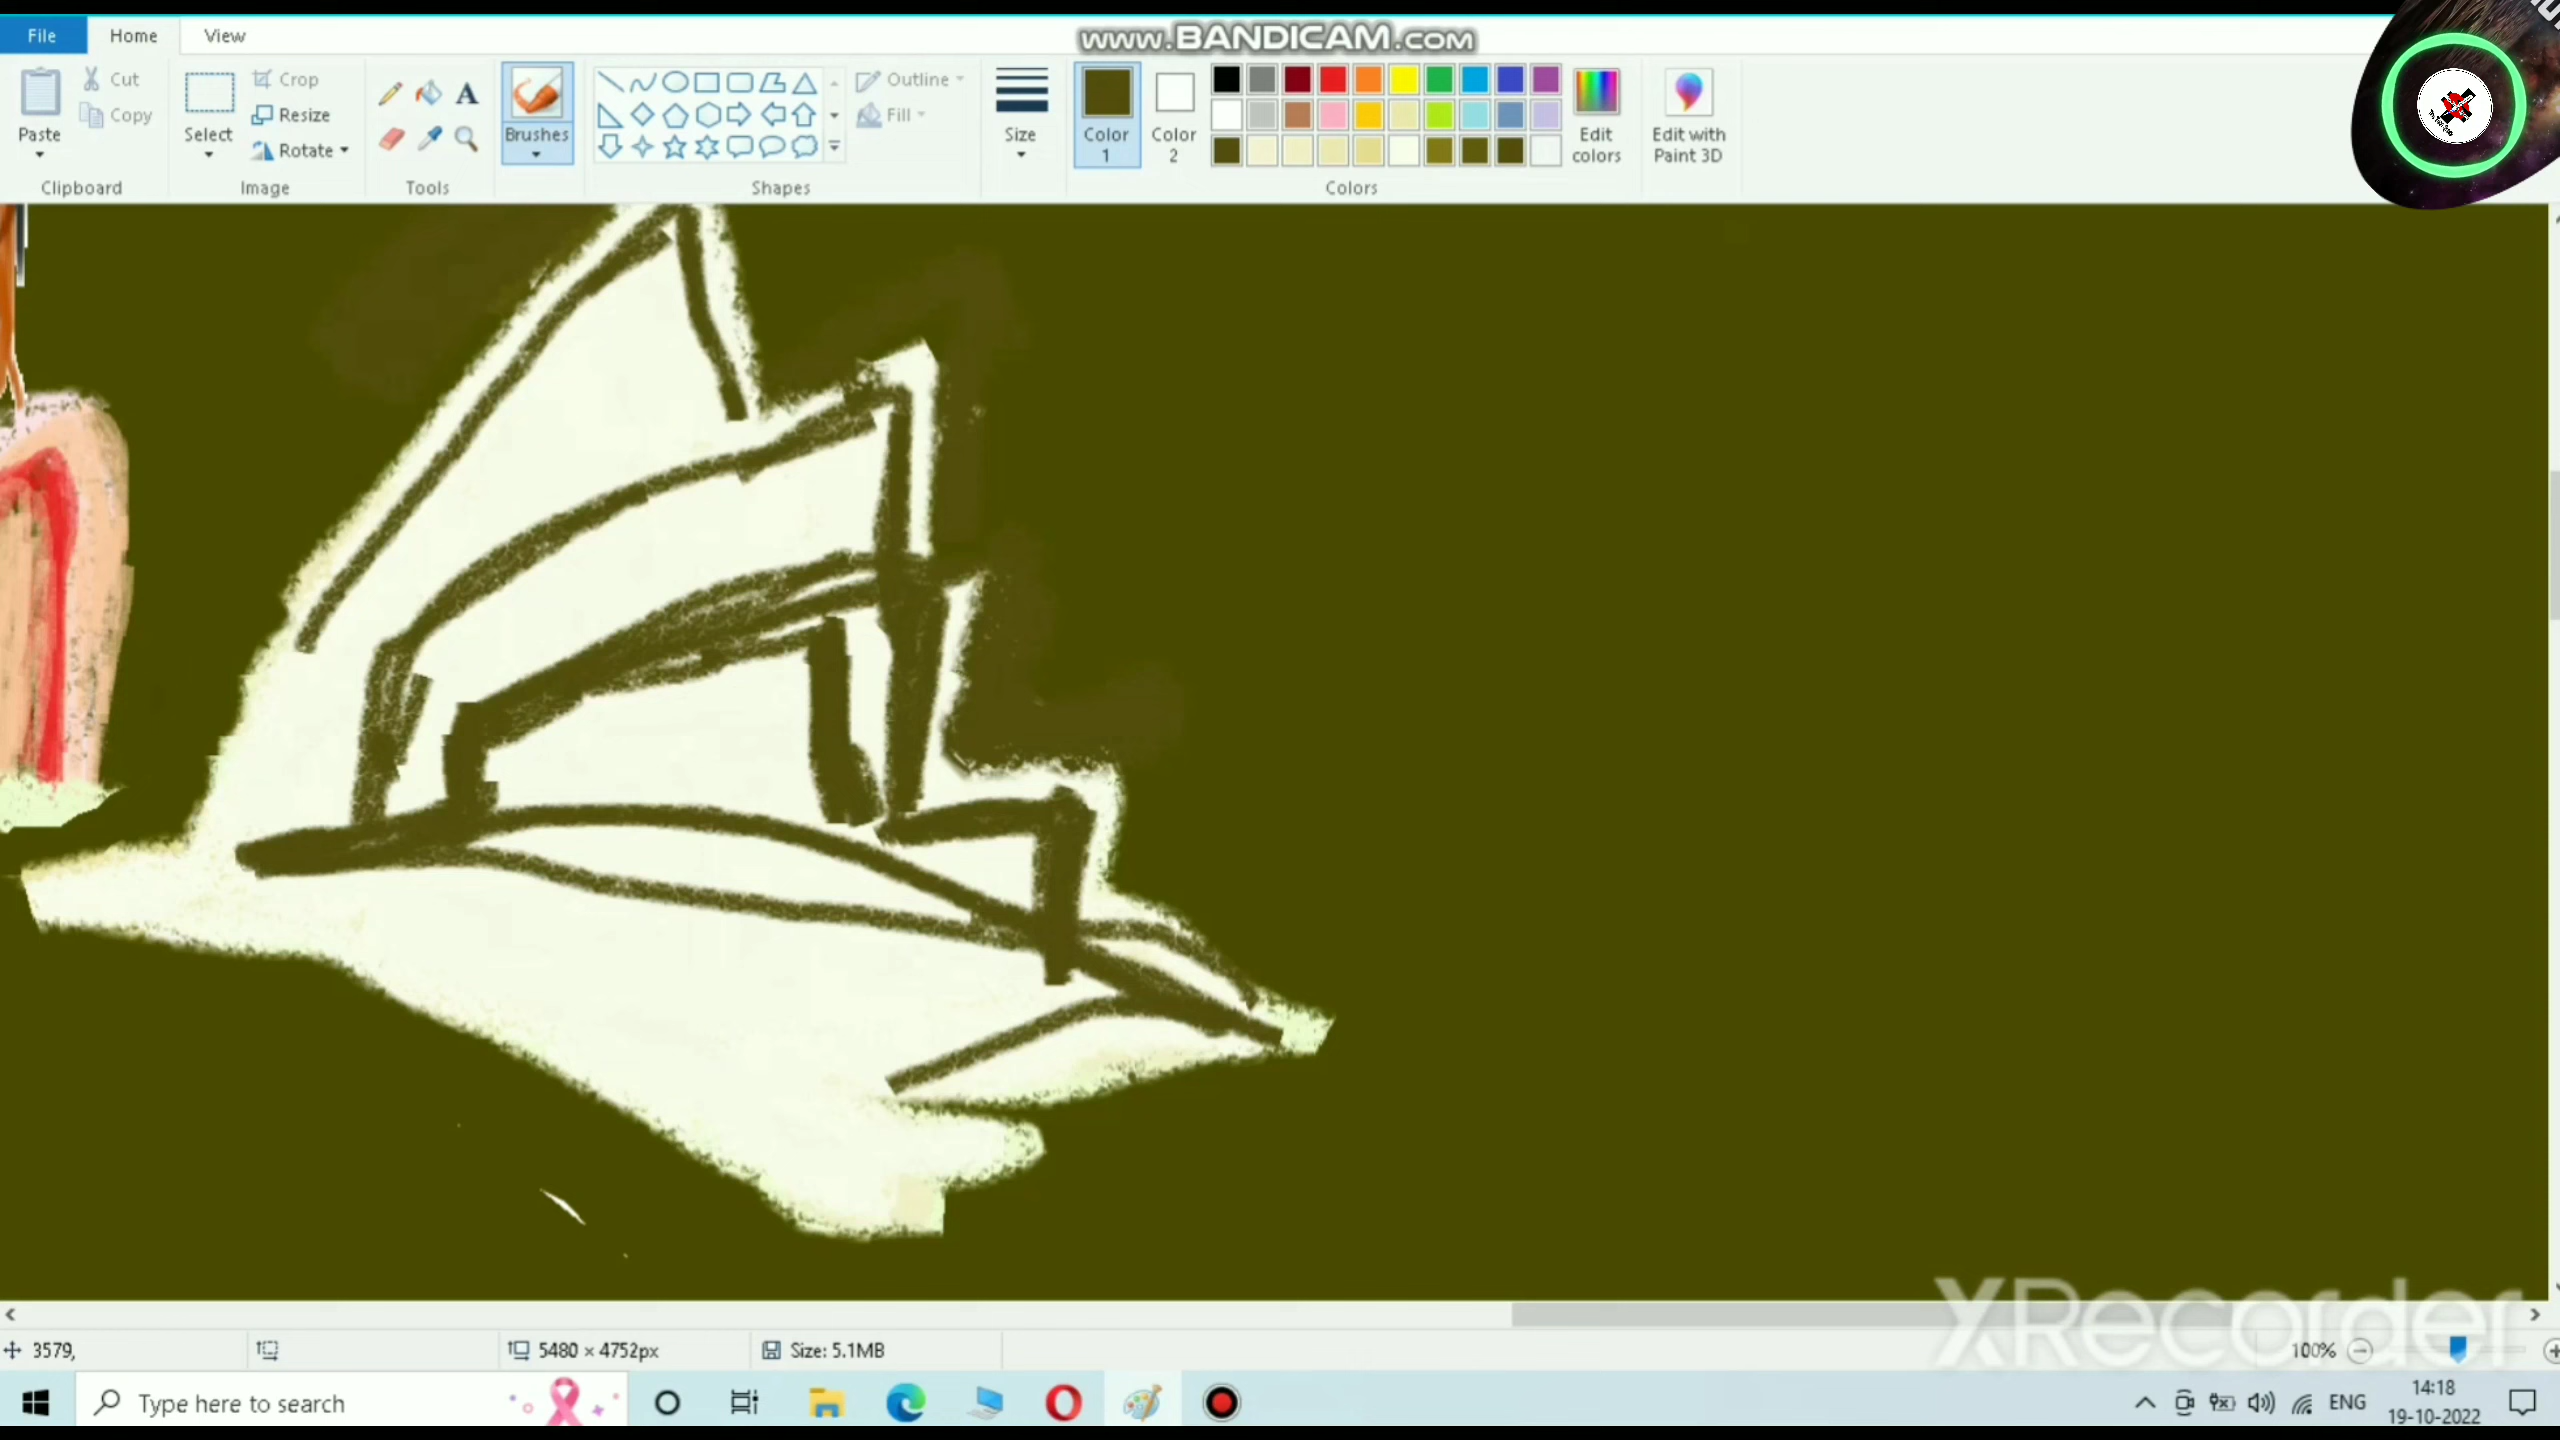 www.BANDICAM.com
File Home View
Cut
Copy
Paste
Clipboard
Crop
Resize
Rotate
Select
Image
A
Tools
Brushes
Outline
Fill
Shapes
Size
Color 1
Color 2
Edit colors
Edit with Paint 3D
Colors
XRecorder
3579,
5480 × 4752px
Size: 5.1MB
100%
Type here to search
ENG
14:18
19-10-2022